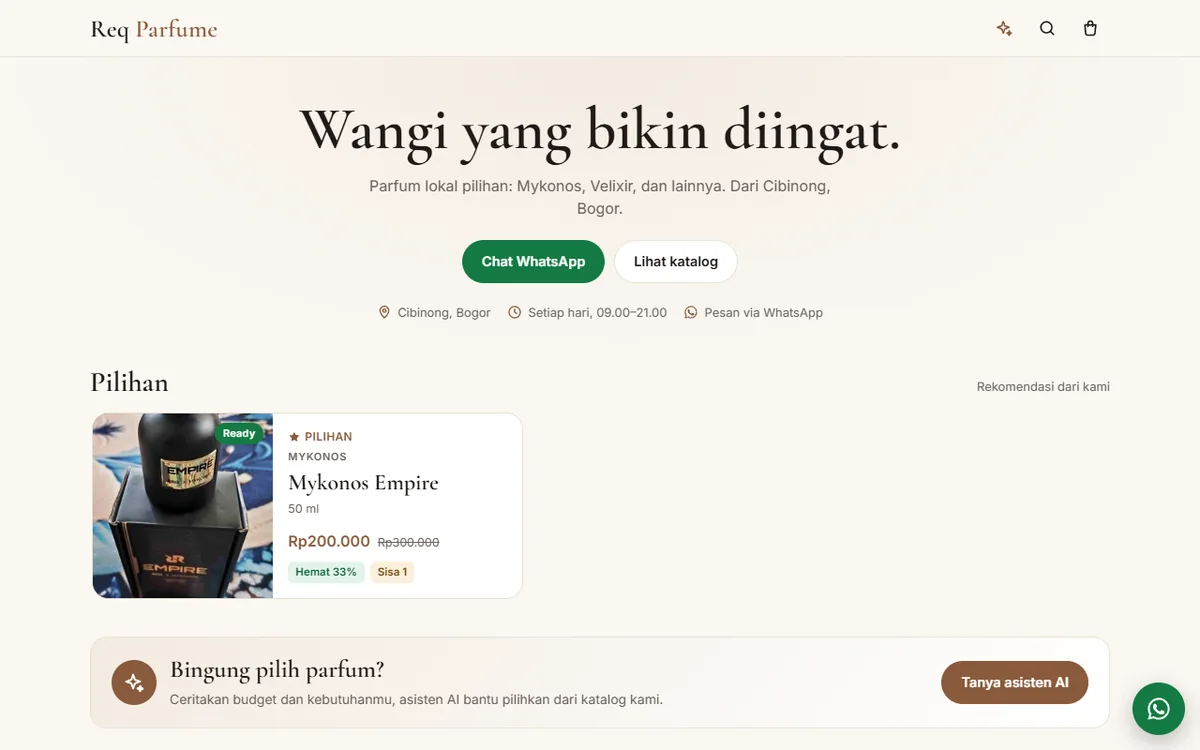 Req Parfume
Wangi yang bikin diingat.
Parfum lokal pilihan: Mykonos, Velixir, dan lainnya. Dari Cibinong,
Bogor.
Chat WhatsApp
Lihat katalog
Cibinong, Bogor
Setiap hari, 09.00–21.00
Pesan via WhatsApp
Pilihan
Rekomendasi dari kami
Ready
EMPIRE
EMPIRE
PILIHAN
MYKONOS
Mykonos Empire
50 ml
Rp200.000 Rp300.000
Hemat 33%
Sisa 1
Bingung pilih parfum?
Ceritakan budget dan kebutuhanmu, asisten AI bantu pilihkan dari katalog kami.
Tanya asisten AI